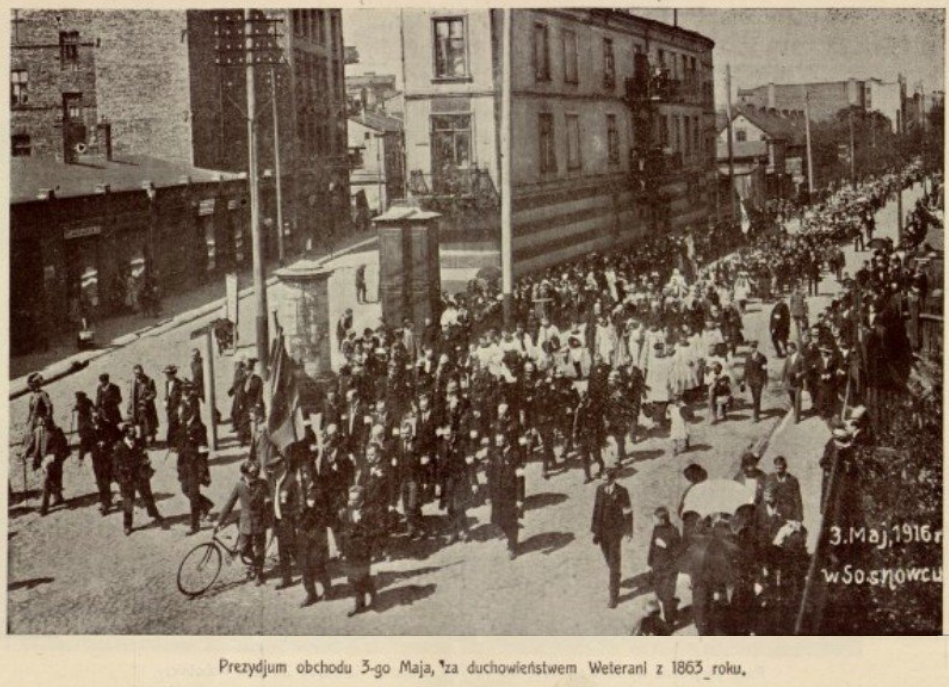 3. Maj, 1916 r
w Sosnowcu
Prezydjum obchodu 3-go Maja, za duchowieństwem Weterani z 1863 roku.